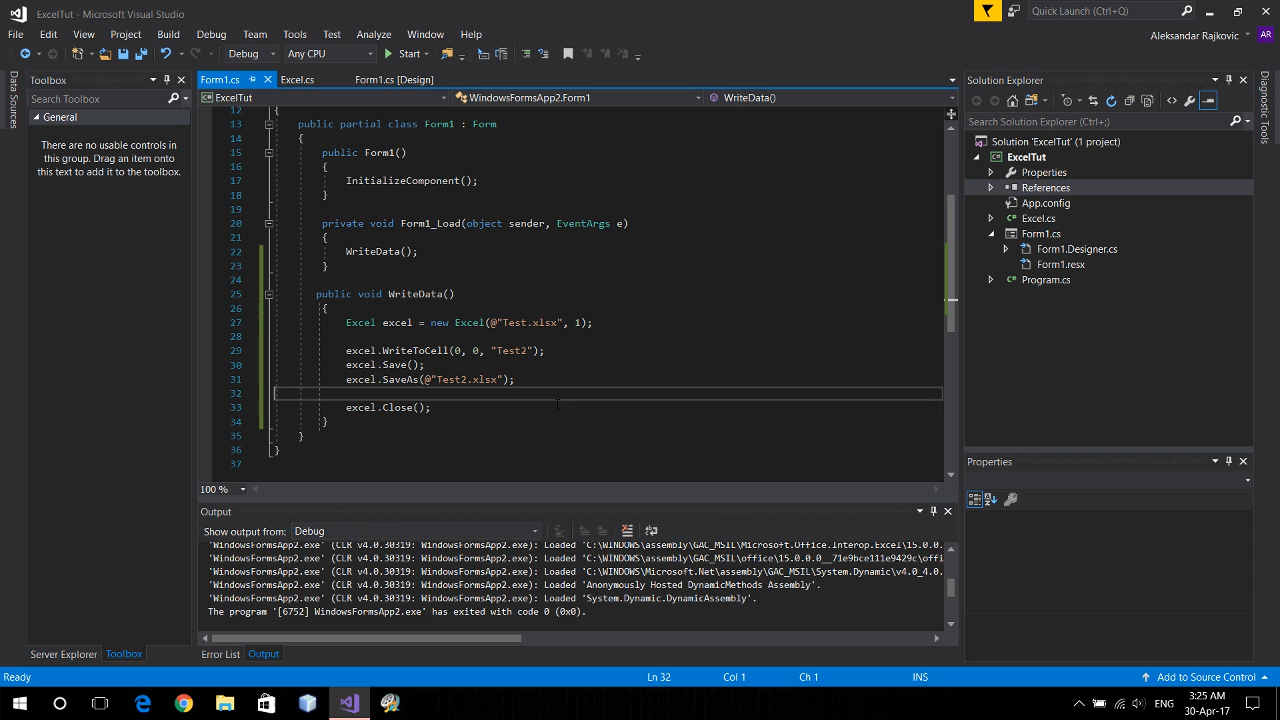 ExcelTut - Microsoft Visual Studio
Quick Launch (Ctrl+;)
File Edit View Project Build Debug Team Tools Test Analyze Window Help
Aleksandar Rajkovic AR
Debug Any CPU Start
Data Sources
Toolbox
Search Toolbox
General
There are no usable controls in
this group. Drag an item onto
this text to add it to the toolbox.
Server Explorer Toolbox
Form1.cs Excel.cs Form1.cs [Design]
ExcelTut WindowsFormsApp2.Form1 WriteData()
12 {
13 public partial class Form1 : Form
14 {
15 public Form1()
16 {
17 InitializeComponent();
18 }
19
20 private void Form1_Load(object sender, EventArgs e)
21 {
22 WriteData();
23 }
24
25 public void WriteData()
26 {
27 Excel excel = new Excel(@"Test.xlsx", 1);
28
29 excel.WriteToCell(0, 0, "Test2");
30 excel.Save();
31 excel.SaveAs(@"Test2.xlsx");
32
33 excel.Close();
34 }
35 }
36 }
37
100 %
Output
Show output from: Debug
'WindowsFormsApp2.exe' (CLR v4.0.30319: WindowsFormsApp2.exe): Loaded 'C:\WINDOWS\assembly\GAC_MSIL\Microsoft.Office.Interop.Excel\15.0.0.
'WindowsFormsApp2.exe' (CLR v4.0.30319: WindowsFormsApp2.exe): Loaded 'C:\WINDOWS\assembly\GAC_MSIL\office\15.0.0.0__71e9bce111e9429c\offi
'WindowsFormsApp2.exe' (CLR v4.0.30319: WindowsFormsApp2.exe): Loaded 'C:\WINDOWS\Microsoft.Net\assembly\GAC_MSIL\System.Dynamic\v4.0_4.0.
'WindowsFormsApp2.exe' (CLR v4.0.30319: WindowsFormsApp2.exe): Loaded 'Anonymously Hosted DynamicMethods Assembly'.
'WindowsFormsApp2.exe' (CLR v4.0.30319: WindowsFormsApp2.exe): Loaded 'System.Dynamic.DynamicAssembly'.
The program '[6752] WindowsFormsApp2.exe' has exited with code 0 (0x0).
Error List Output
Solution Explorer
Search Solution Explorer (Ctrl+;)
Solution 'ExcelTut' (1 project)
ExcelTut
Properties
References
App.config
Excel.cs
Form1.cs
Form1.Designer.cs
Form1.resx
Program.cs
Properties
Diagnostic Tools
Ready Ln 32 Col 1 Ch 1 INS Add to Source Control
ENG 3:25 AM
30-Apr-17